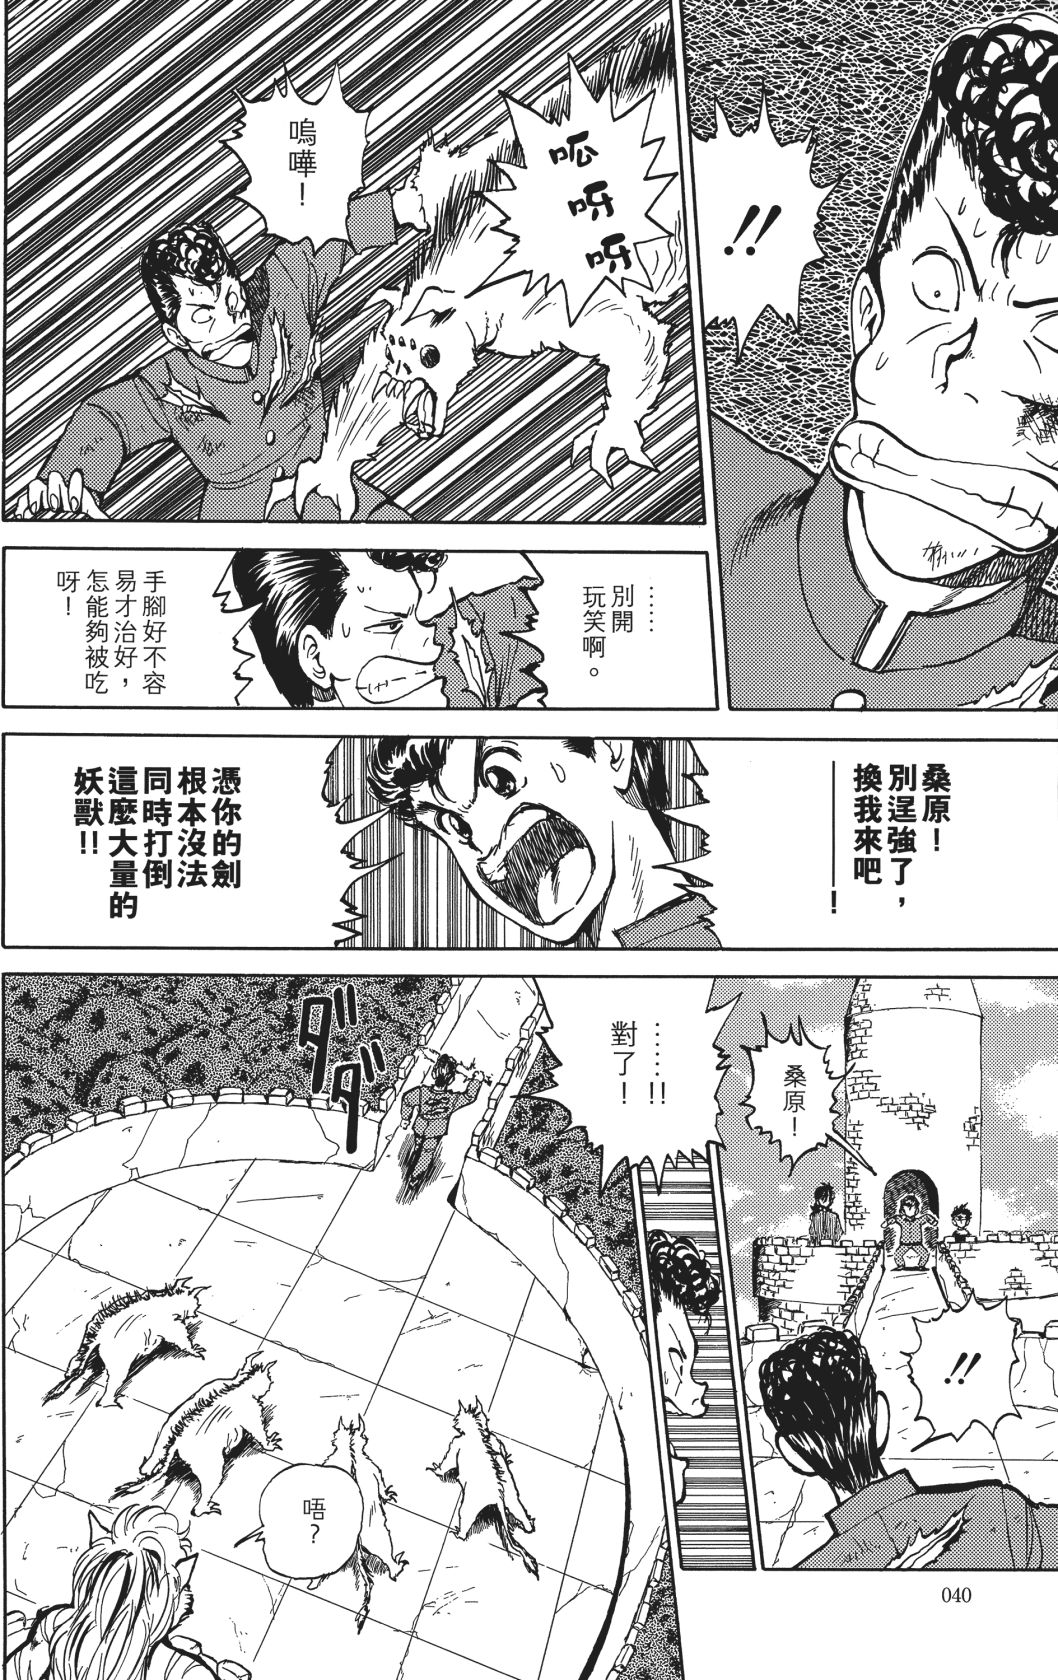 !!
呱
呀
呀
嗚嘩！
……
別開
玩笑啊。
手腳好不容
易才治好，
怎能夠被吃
呀！
桑原！
別逞強了，
換我來吧
——！
憑你的劍
根本沒法
同時打倒
這麼大量的
妖獸!!
桑原！
!!
……!!
對了！
ダダ
唔？
040